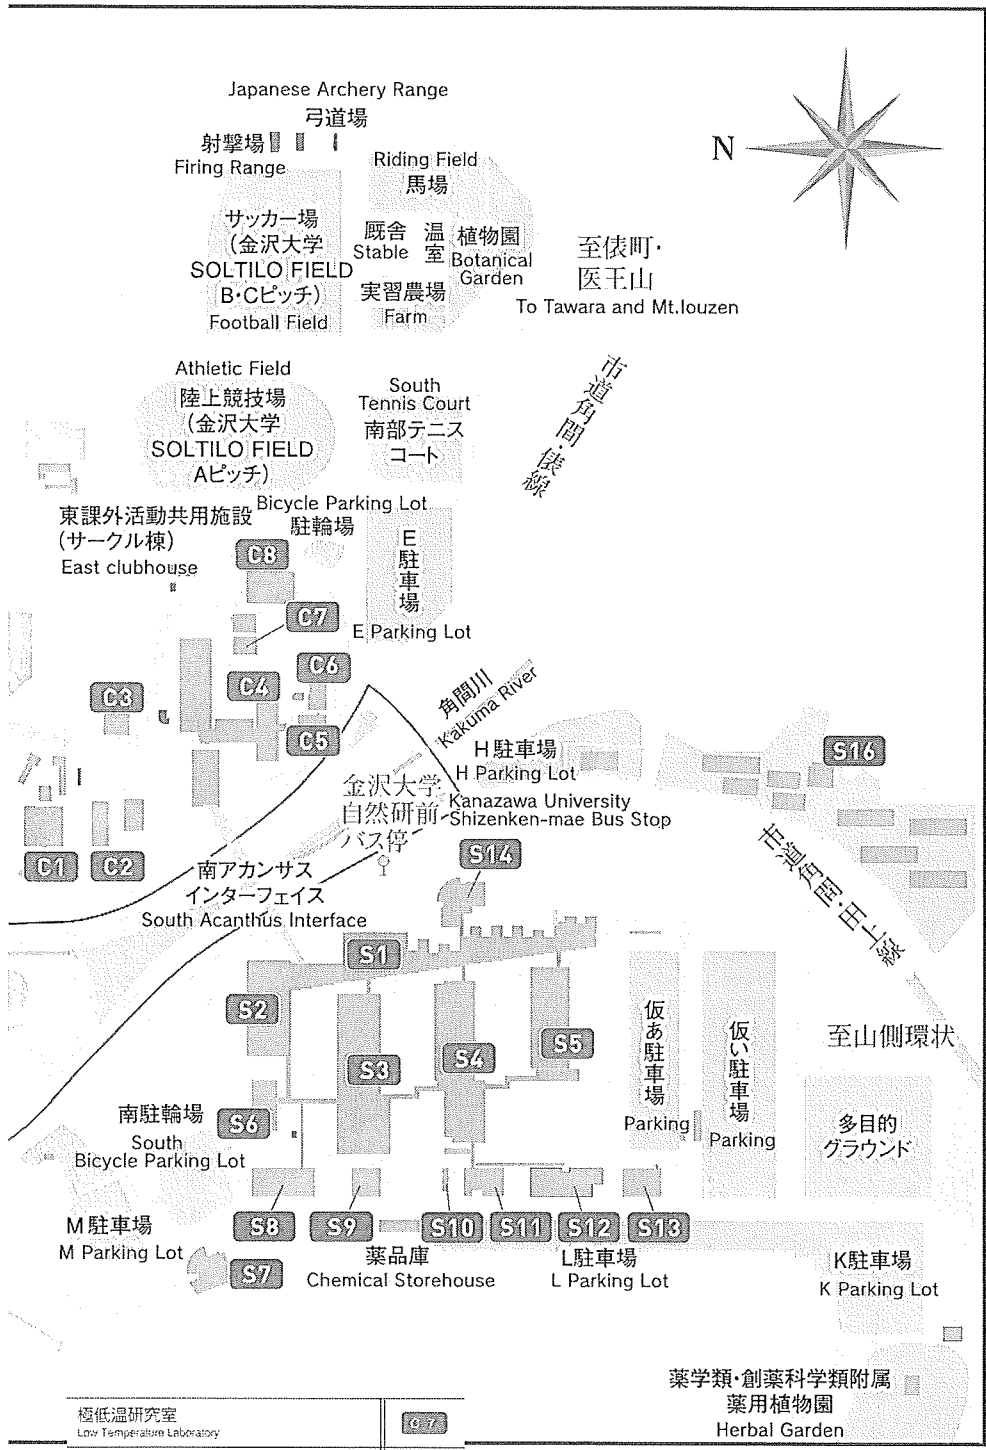 Japanese Archery Range
弓道場
射撃場
Firing Range
N
Riding Field
馬場
サッカー場
(金沢大学
SOLTILO FIELD
B・Cピッチ)
Football Field
厩舎
Stable
温室
植物園
Botanical
Garden
実習農場
Farm
至俵町・
医王山
To Tawara and Mt.Iouzen
市道角間・俵線
Athletic Field
陸上競技場
(金沢大学
SOLTILO FIELD
Aピッチ)
South
Tennis Court
南部テニス
コート
Bicycle Parking Lot
駐輪場
東課外活動共用施設
(サークル棟)
East clubhouse
E駐車場
E Parking Lot
C8
C7
C6
C4
C3
C5
C1
C2
角間川
Kakuma River
H駐車場
H Parking Lot
S16
金沢大学
自然研前
バス停
Kanazawa University
Shizenken-mae Bus Stop
市道角間・田上線
南アカンサス
インターフェイス
South Acanthus Interface
S14
S1
S2
S3
S4
S5
仮あ駐車場
Parking
仮い駐車場
Parking
至山側環状
多目的
グラウンド
南駐輪場
South
Bicycle Parking Lot
S6
M駐車場
M Parking Lot
S8
S9
S10
S11
S12
S13
S7
薬品庫
Chemical Storehouse
L駐車場
L Parking Lot
K駐車場
K Parking Lot
薬学類・創薬科学類附属
薬用植物園
Herbal Garden
極低温研究室
Low Temperature Laboratory
C7